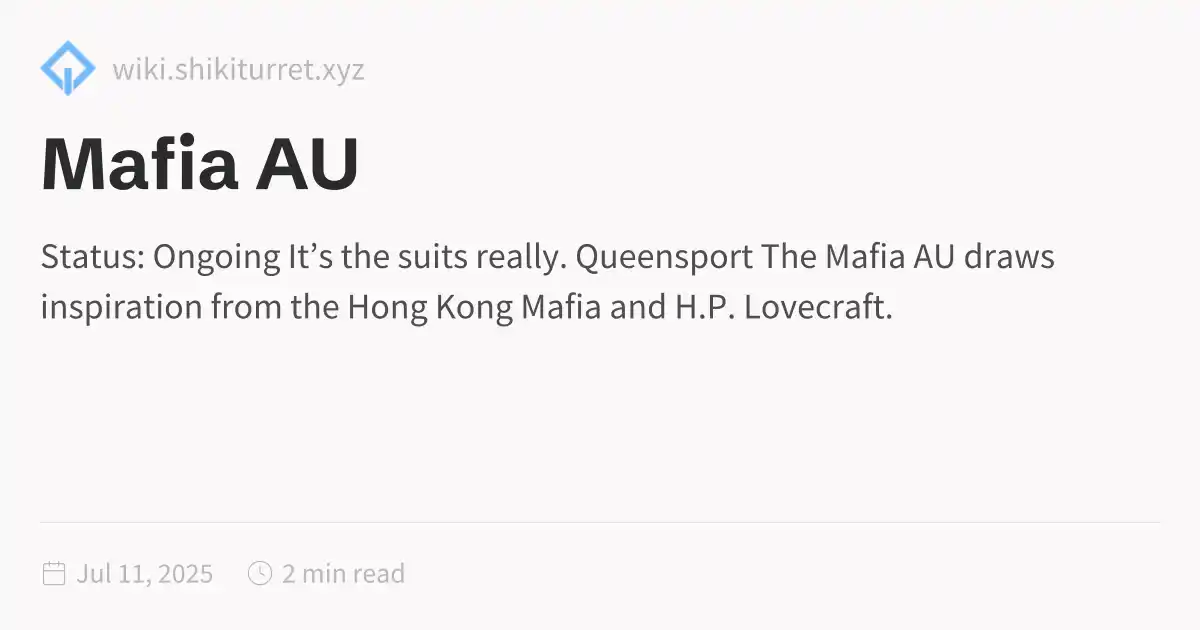 wiki.shikiturret.xyz
Mafia AU
Status: Ongoing It’s the suits really. Queensport The Mafia AU draws
inspiration from the Hong Kong Mafia and H.P. Lovecraft.
Jul 11, 2025 2 min read